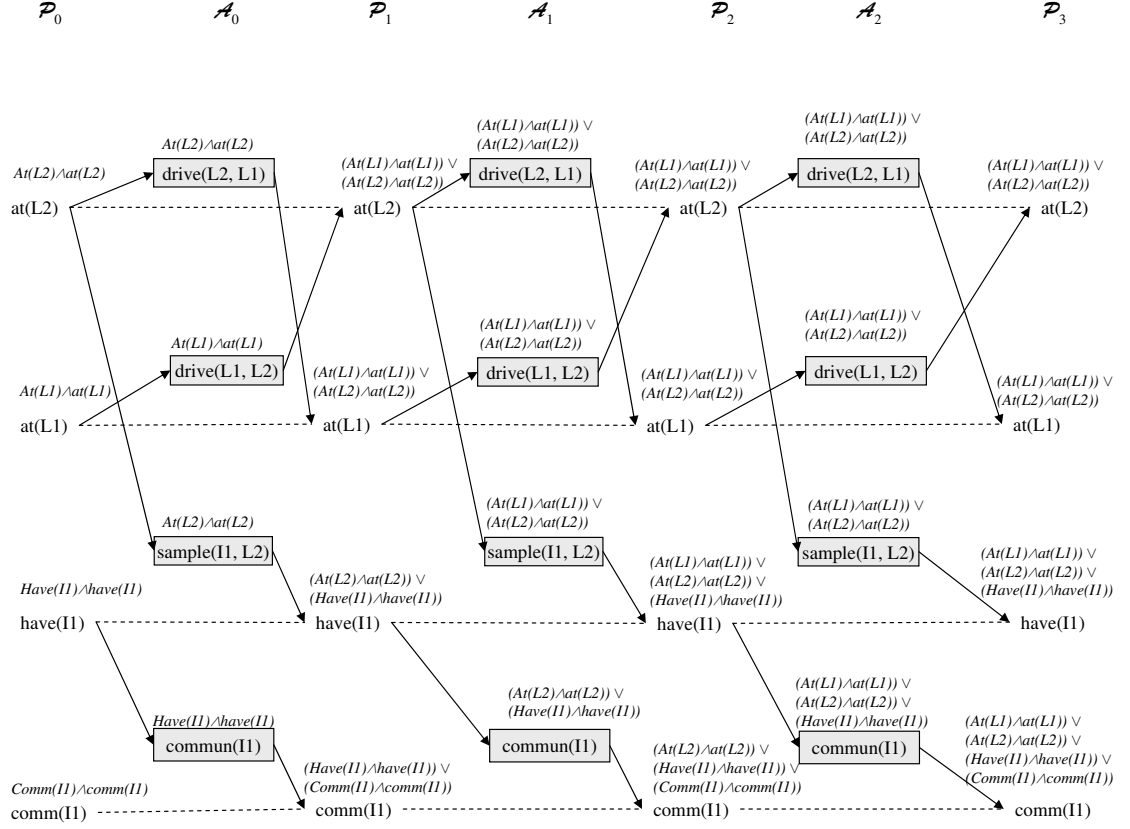 𝒫0 𝒜0 𝒫1 𝒜1 𝒫2 𝒜2 𝒫3
At(L2)∧at(L2)
at(L2)
At(L1)∧at(L1)
at(L1)
Have(I1)∧have(I1)
have(I1)
Comm(I1)∧comm(I1)
comm(I1)
At(L2)∧at(L2)
drive(L2, L1)
At(L1)∧at(L1)
drive(L1, L2)
At(L2)∧at(L2)
sample(I1, L2)
Have(I1)∧have(I1)
commun(I1)
(At(L1)∧at(L1)) ∨
(At(L2)∧at(L2))
at(L2)
(At(L1)∧at(L1)) ∨
(At(L2)∧at(L2))
at(L1)
(At(L2)∧at(L2)) ∨
(Have(I1)∧have(I1))
have(I1)
(Have(I1)∧have(I1)) ∨
(Comm(I1)∧comm(I1))
comm(I1)
(At(L1)∧at(L1)) ∨
(At(L2)∧at(L2))
drive(L2, L1)
(At(L1)∧at(L1)) ∨
(At(L2)∧at(L2))
drive(L1, L2)
(At(L1)∧at(L1)) ∨
(At(L2)∧at(L2))
sample(I1, L2)
(At(L2)∧at(L2)) ∨
(Have(I1)∧have(I1))
commun(I1)
(At(L1)∧at(L1)) ∨
(At(L2)∧at(L2))
at(L2)
(At(L1)∧at(L1)) ∨
(At(L2)∧at(L2))
at(L1)
(At(L1)∧at(L1)) ∨
(At(L2)∧at(L2)) ∨
(Have(I1)∧have(I1))
have(I1)
(At(L2)∧at(L2)) ∨
(Have(I1)∧have(I1)) ∨
(Comm(I1)∧comm(I1))
comm(I1)
(At(L1)∧at(L1)) ∨
(At(L2)∧at(L2))
drive(L2, L1)
(At(L1)∧at(L1)) ∨
(At(L2)∧at(L2))
drive(L1, L2)
(At(L1)∧at(L1)) ∨
(At(L2)∧at(L2))
sample(I1, L2)
(At(L1)∧at(L1)) ∨
(At(L2)∧at(L2)) ∨
(Have(I1)∧have(I1))
commun(I1)
(At(L1)∧at(L1)) ∨
(At(L2)∧at(L2))
at(L2)
(At(L1)∧at(L1)) ∨
(At(L2)∧at(L2))
at(L1)
(At(L1)∧at(L1)) ∨
(At(L2)∧at(L2)) ∨
(Have(I1)∧have(I1))
have(I1)
(At(L1)∧at(L1)) ∨
(At(L2)∧at(L2)) ∨
(Have(I1)∧have(I1)) ∨
(Comm(I1)∧comm(I1))
comm(I1)